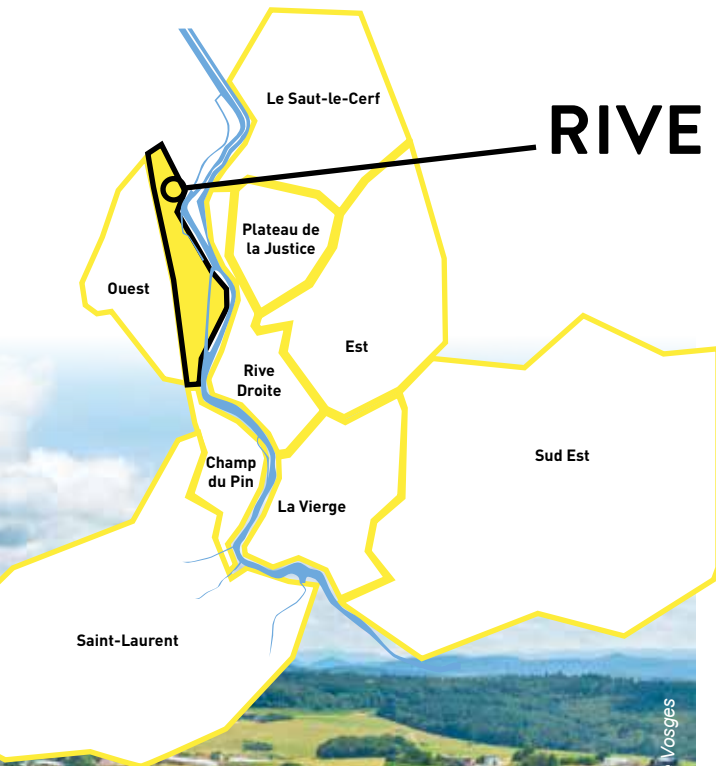 Le Saut-le-Cerf
RIVE
Plateau de
la Justice
Ouest
Est
Rive
Droite
Sud Est
Champ
du Pin
La Vierge
Saint-Laurent
Vosges